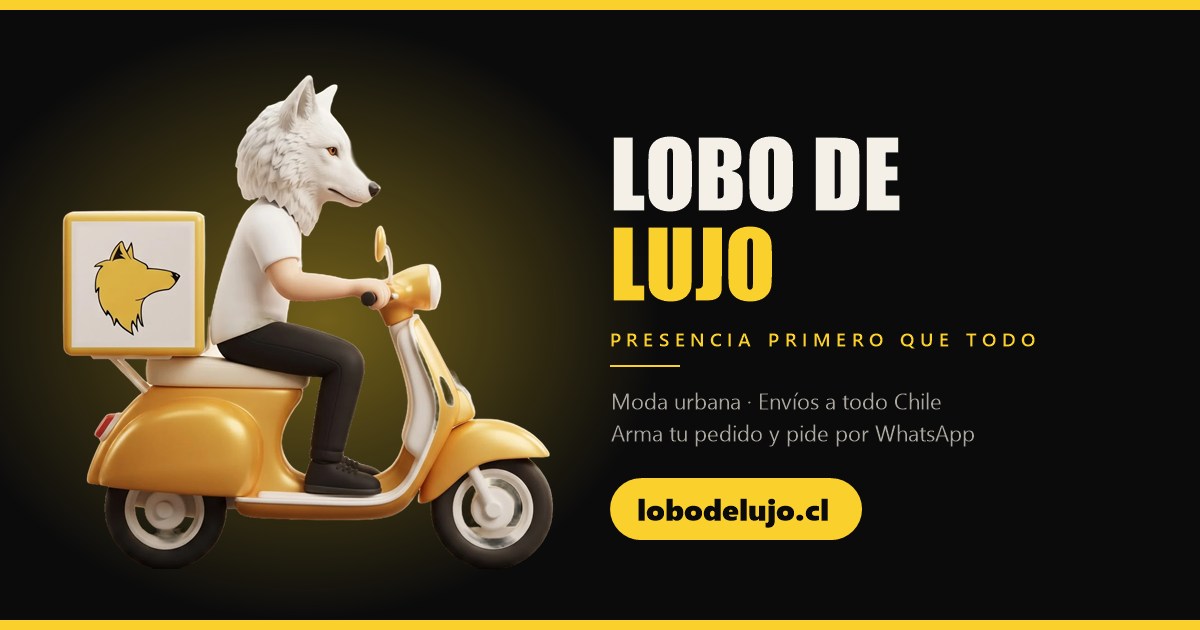 LOBO DE
LUJO
PRESENCIA PRIMERO QUE TODO
Moda urbana · Envíos a todo Chile
Arma tu pedido y pide por WhatsApp
lobodelujo.cl